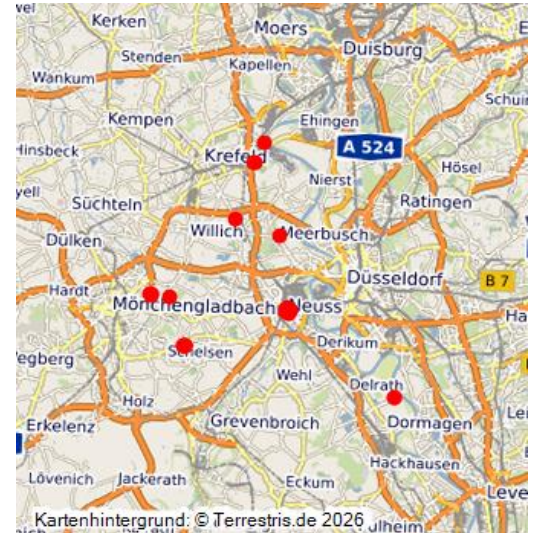 Kerken
Moers
Duisburg
Stenden
Kapellen
Wankum
Kempen
Ehingen
A 524
Krefeld
Hösel
Nierst
Süchteln
Ratingen
Willich
Meerbusch
Dülken
Düsseldorf
B 7
Hardt
Mönchengladbach
Neuss
Derikum
Schelsen
Wehl
Delrath
Holz
Grevenbroich
Dormagen
Erkelenz
Hackhausen
Lövenich
Jackerath
Eckum
Kartenhintergrund: © Terrestris.de 2026